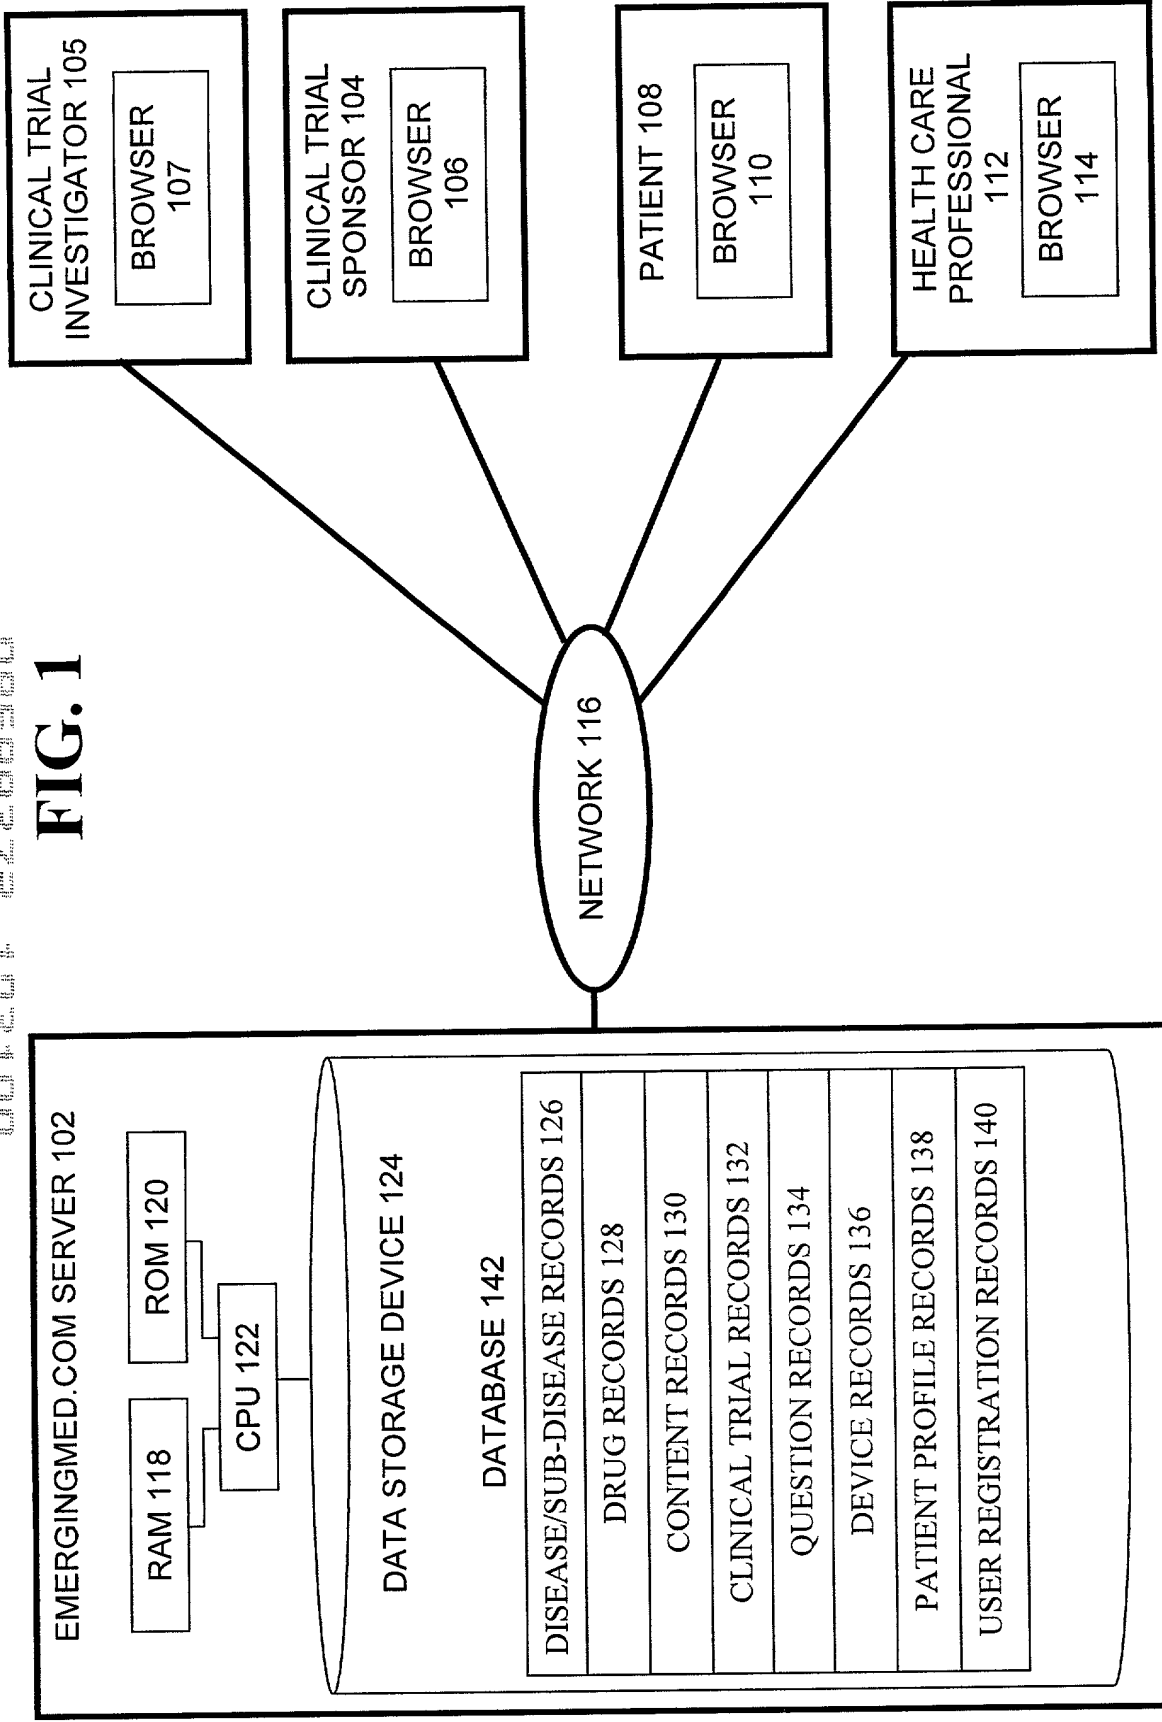 FIG. 1
EMERGINGMED.COM SERVER 102
RAM 118
ROM 120
CPU 122
DATA STORAGE DEVICE 124
DATABASE 142
DISEASE/SUB-DISEASE RECORDS 126
DRUG RECORDS 128
CONTENT RECORDS 130
CLINICAL TRIAL RECORDS 132
QUESTION RECORDS 134
DEVICE RECORDS 136
PATIENT PROFILE RECORDS 138
USER REGISTRATION RECORDS 140
NETWORK 116
CLINICAL TRIAL
INVESTIGATOR 105
BROWSER
107
CLINICAL TRIAL
SPONSOR 104
BROWSER
106
PATIENT 108
BROWSER
110
HEALTH CARE
PROFESSIONAL
112
BROWSER
114